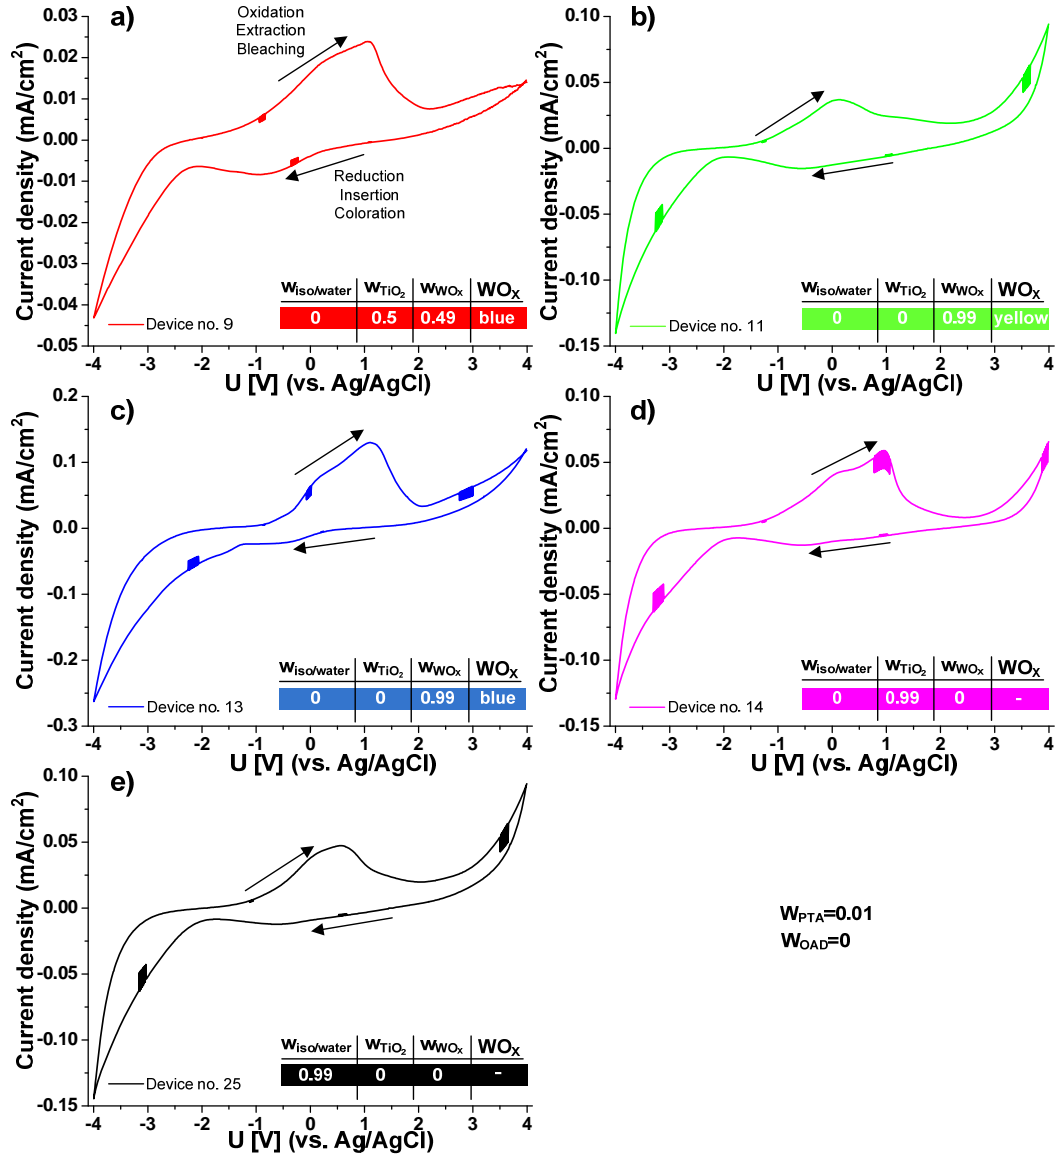 a)
Oxidation
Extraction
Bleaching
Reduction
Insertion
Coloration
Current density (mA/cm²)
0.03
0.02
0.01
0.00
-0.01
-0.02
-0.03
-0.04
-0.05
-4 -3 -2 -1 0 1 2 3 4
U [V] (vs. Ag/AgCl)
Device no. 9
wiso/water wTiO₂ wWOx WOX
0 0.5 0.49 blue
b)
Current density (mA/cm²)
0.10
0.05
0.00
-0.05
-0.10
-0.15
-4 -3 -2 -1 0 1 2 3 4
U [V] (vs. Ag/AgCl)
Device no. 11
wiso/water wTiO₂ wWOx WOX
0 0 0.99 yellow
c)
Current density (mA/cm²)
0.2
0.1
0.0
-0.1
-0.2
-0.3
-4 -3 -2 -1 0 1 2 3 4
U [V] (vs. Ag/AgCl)
Device no. 13
wiso/water wTiO₂ wWOx WOX
0 0 0.99 blue
d)
Current density (mA/cm²)
0.10
0.05
0.00
-0.05
-0.10
-0.15
-4 -3 -2 -1 0 1 2 3 4
U [V] (vs. Ag/AgCl)
Device no. 14
wiso/water wTiO₂ wWOx WOX
0 0.99 0 -
e)
Current density (mA/cm²)
0.10
0.05
0.00
-0.05
-0.10
-0.15
-4 -3 -2 -1 0 1 2 3 4
U [V] (vs. Ag/AgCl)
Device no. 25
wiso/water wTiO₂ wWOx WOX
0.99 0 0 -
WPTA=0.01
WOAD=0